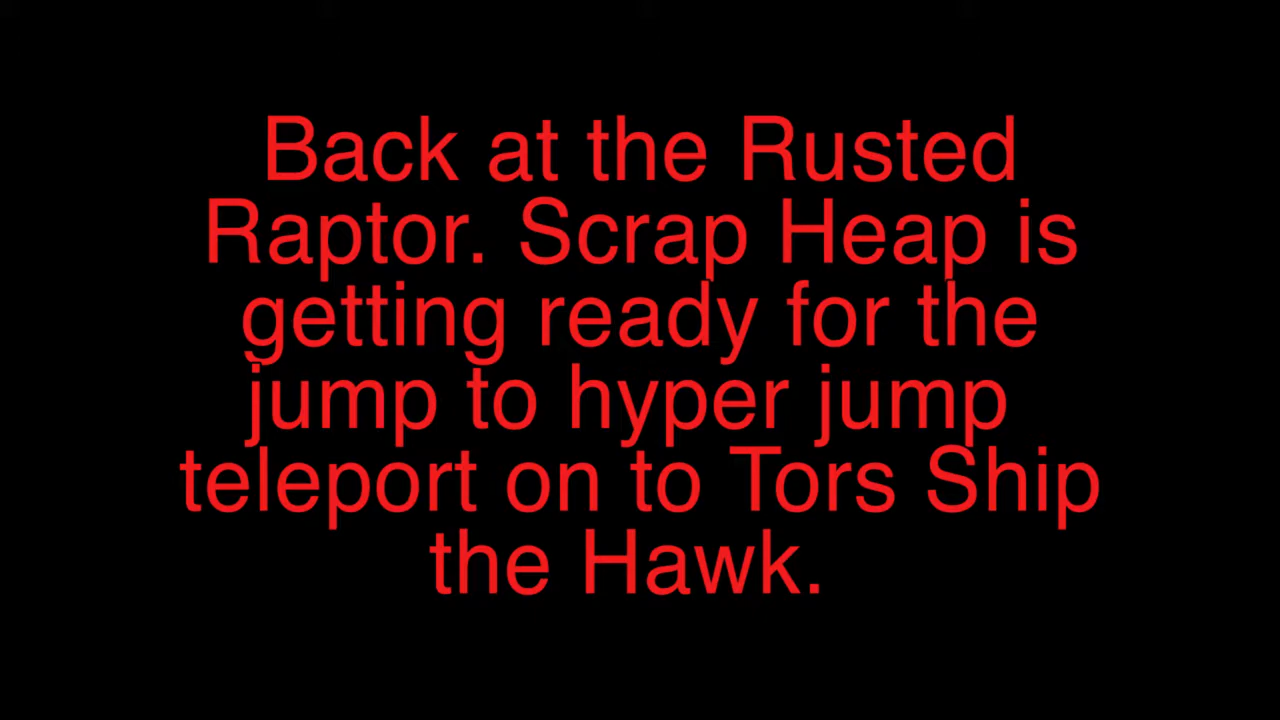 Back at the Rusted
Raptor. Scrap Heap is
getting ready for the
jump to hyper jump
teleport on to Tors Ship
the Hawk.